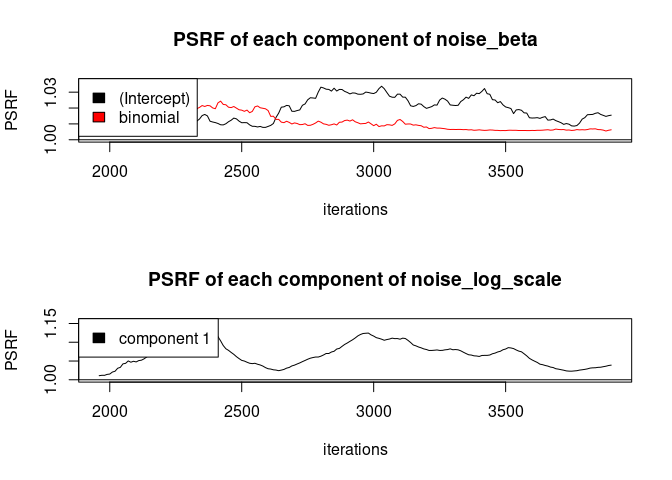 PSRF of each component of noise_beta
PSRF
1.03
1.00
(Intercept)
binomial
2000 2500 3000 3500
iterations
PSRF of each component of noise_log_scale
PSRF
1.15
1.00
component 1
2000 2500 3000 3500
iterations